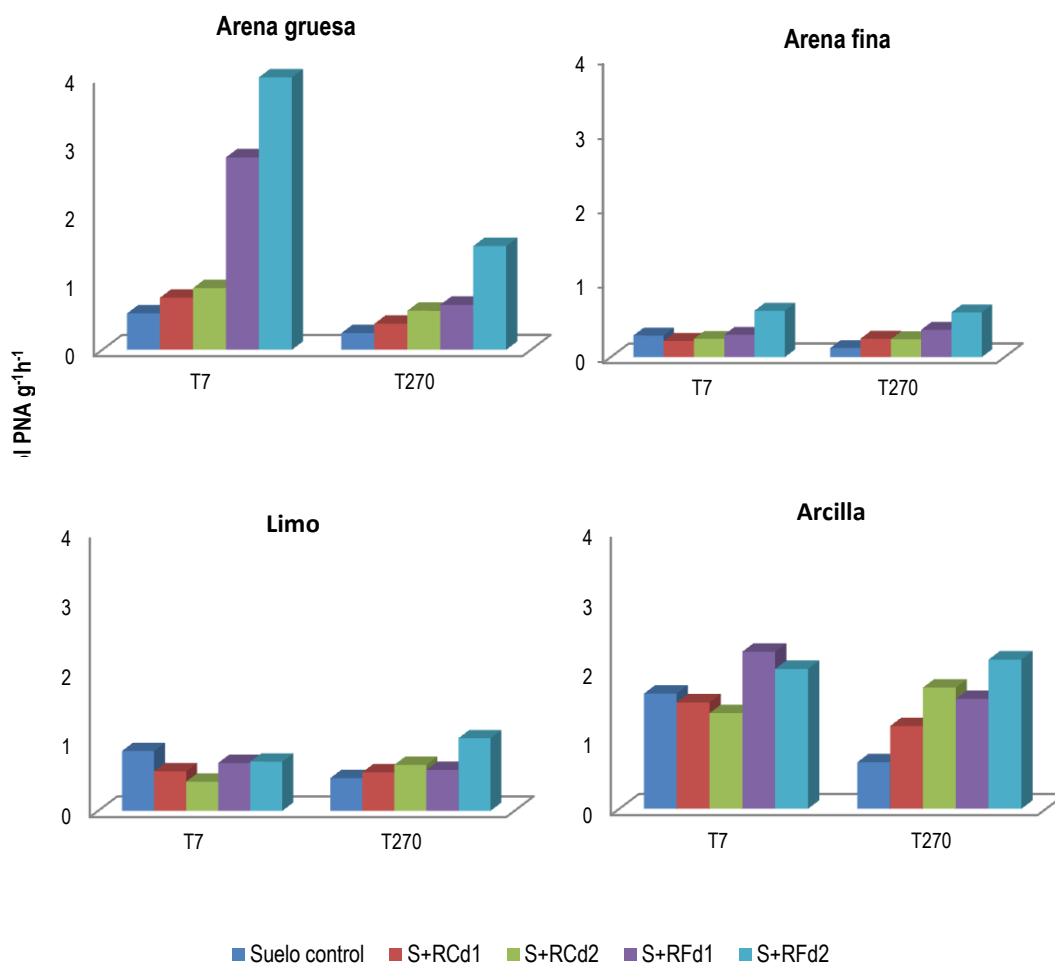 Arena gruesa
4
3
2
1
0
T7 T270
Arena fina
4
3
2
1
0
T7 T270
PNA g⁻¹h⁻¹
Limo
4
3
2
1
0
T7 T270
Arcilla
4
3
2
1
0
T7 T270
Suelo control S+RCd1 S+RCd2 S+RFd1 S+RFd2